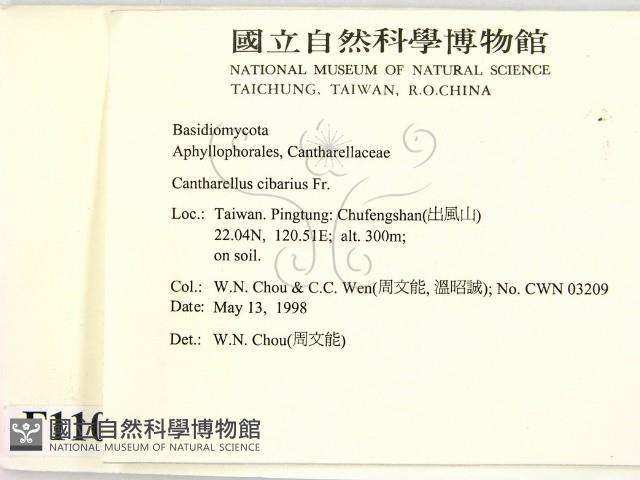 國立自然科學博物館
NATIONAL MUSEUM OF NATURAL SCIENCE
TAICHUNG, TAIWAN, R.O.CHINA
Basidiomycota
Aphyllophorales, Cantharellaceae
Cantharellus cibarius Fr.
Loc.: Taiwan. Pingtung: Chufengshan(出風山)
22.04N, 120.51E; alt. 300m;
on soil.
Col.: W.N. Chou & C.C. Wen(周文能, 溫昭誠); No. CWN 03209
Date: May 13, 1998
Det.: W.N. Chou(周文能)
國立自然科學博物館
NATIONAL MUSEUM OF NATURAL SCIENCE